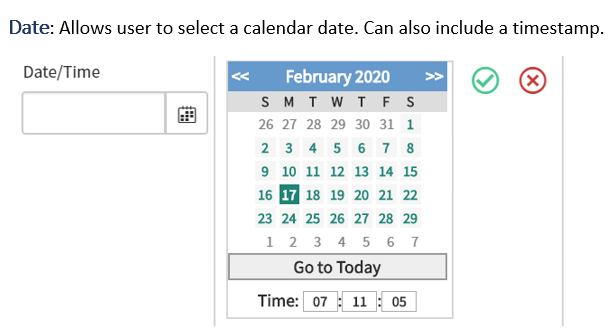 Date: Allows user to select a calendar date. Can also include a timestamp.
Date/Time
<< February 2020 >>
S M T W T F S
26 27 28 29 30 31 1
2 3 4 5 6 7 8
9 10 11 12 13 14 15
16 17 18 19 20 21 22
23 24 25 26 27 28 29
1 2 3 4 5 6 7
Go to Today
Time: 07 : 11 : 05